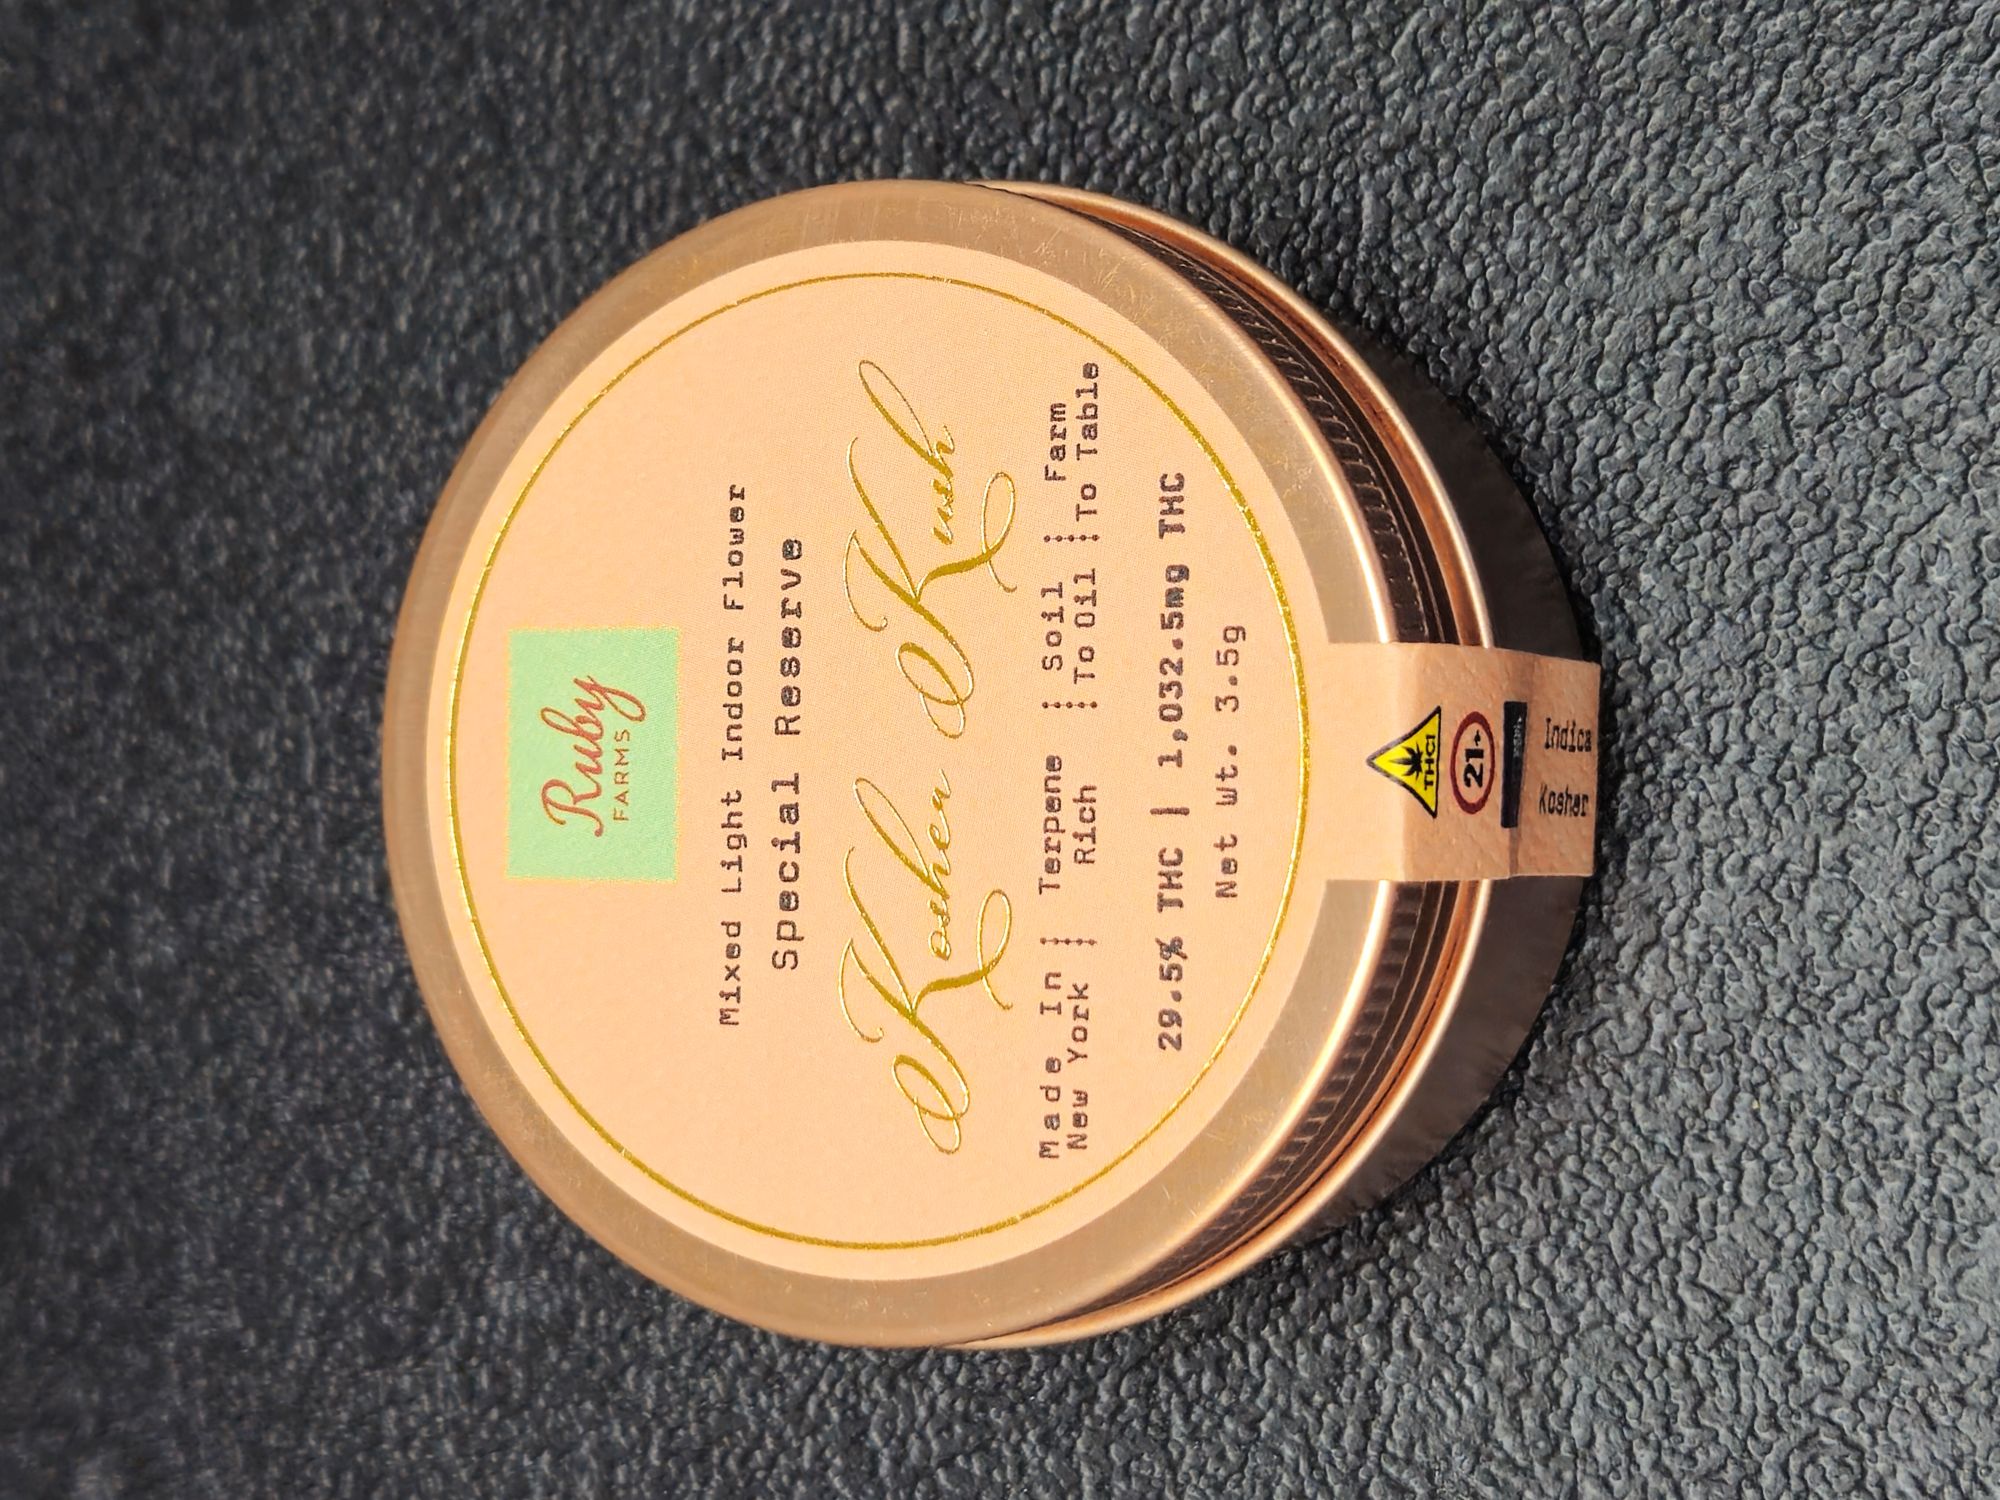 Ruby
FARMS
Mixed Light Indoor Flower
Special Reserve
Kosher Kush
Made In Terpene Soil Farm
New York Rich To Oil To Table
29.5% THC | 1,032.5mg THC
Net Wt. 3.5g
THC!
21+
Indica
Kosher